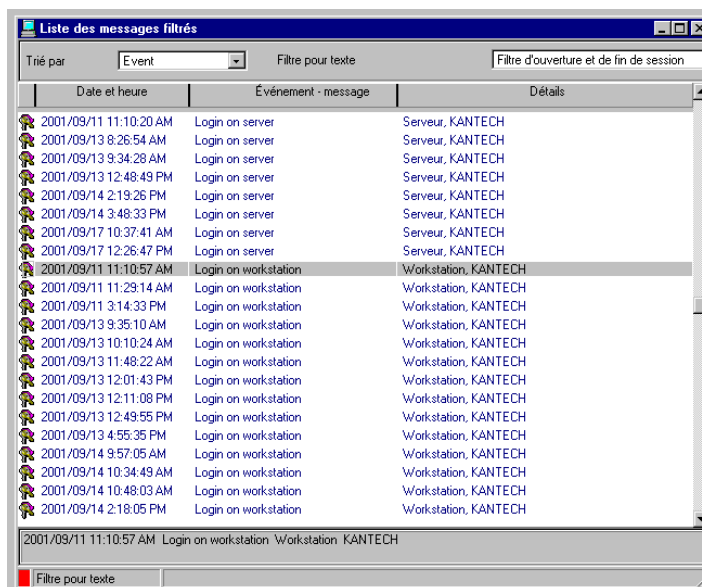 Liste des messages filtrés
Trié par Event Filtre pour texte Filtre d'ouverture et de fin de session
Date et heure Événement - message Détails
2001/09/11 11:10:20 AM Login on server Serveur, KANTECH
2001/09/13 8:26:54 AM Login on server Serveur, KANTECH
2001/09/13 9:34:28 AM Login on server Serveur, KANTECH
2001/09/13 12:48:49 PM Login on server Serveur, KANTECH
2001/09/14 2:19:26 PM Login on server Serveur, KANTECH
2001/09/14 3:48:33 PM Login on server Serveur, KANTECH
2001/09/17 10:37:41 AM Login on server Serveur, KANTECH
2001/09/17 12:26:47 PM Login on server Serveur, KANTECH
2001/09/11 11:10:57 AM Login on workstation Workstation, KANTECH
2001/09/11 11:29:14 AM Login on workstation Workstation, KANTECH
2001/09/11 3:14:33 PM Login on workstation Workstation, KANTECH
2001/09/13 9:35:10 AM Login on workstation Workstation, KANTECH
2001/09/13 10:10:24 AM Login on workstation Workstation, KANTECH
2001/09/13 11:48:22 AM Login on workstation Workstation, KANTECH
2001/09/13 12:01:43 PM Login on workstation Workstation, KANTECH
2001/09/13 12:11:08 PM Login on workstation Workstation, KANTECH
2001/09/13 12:49:55 PM Login on workstation Workstation, KANTECH
2001/09/13 4:55:35 PM Login on workstation Workstation, KANTECH
2001/09/14 9:57:05 AM Login on workstation Workstation, KANTECH
2001/09/14 10:34:49 AM Login on workstation Workstation, KANTECH
2001/09/14 10:48:03 AM Login on workstation Workstation, KANTECH
2001/09/14 2:18:05 PM Login on workstation Workstation, KANTECH
2001/09/11 11:10:57 AM Login on workstation Workstation KANTECH
Filtre pour texte